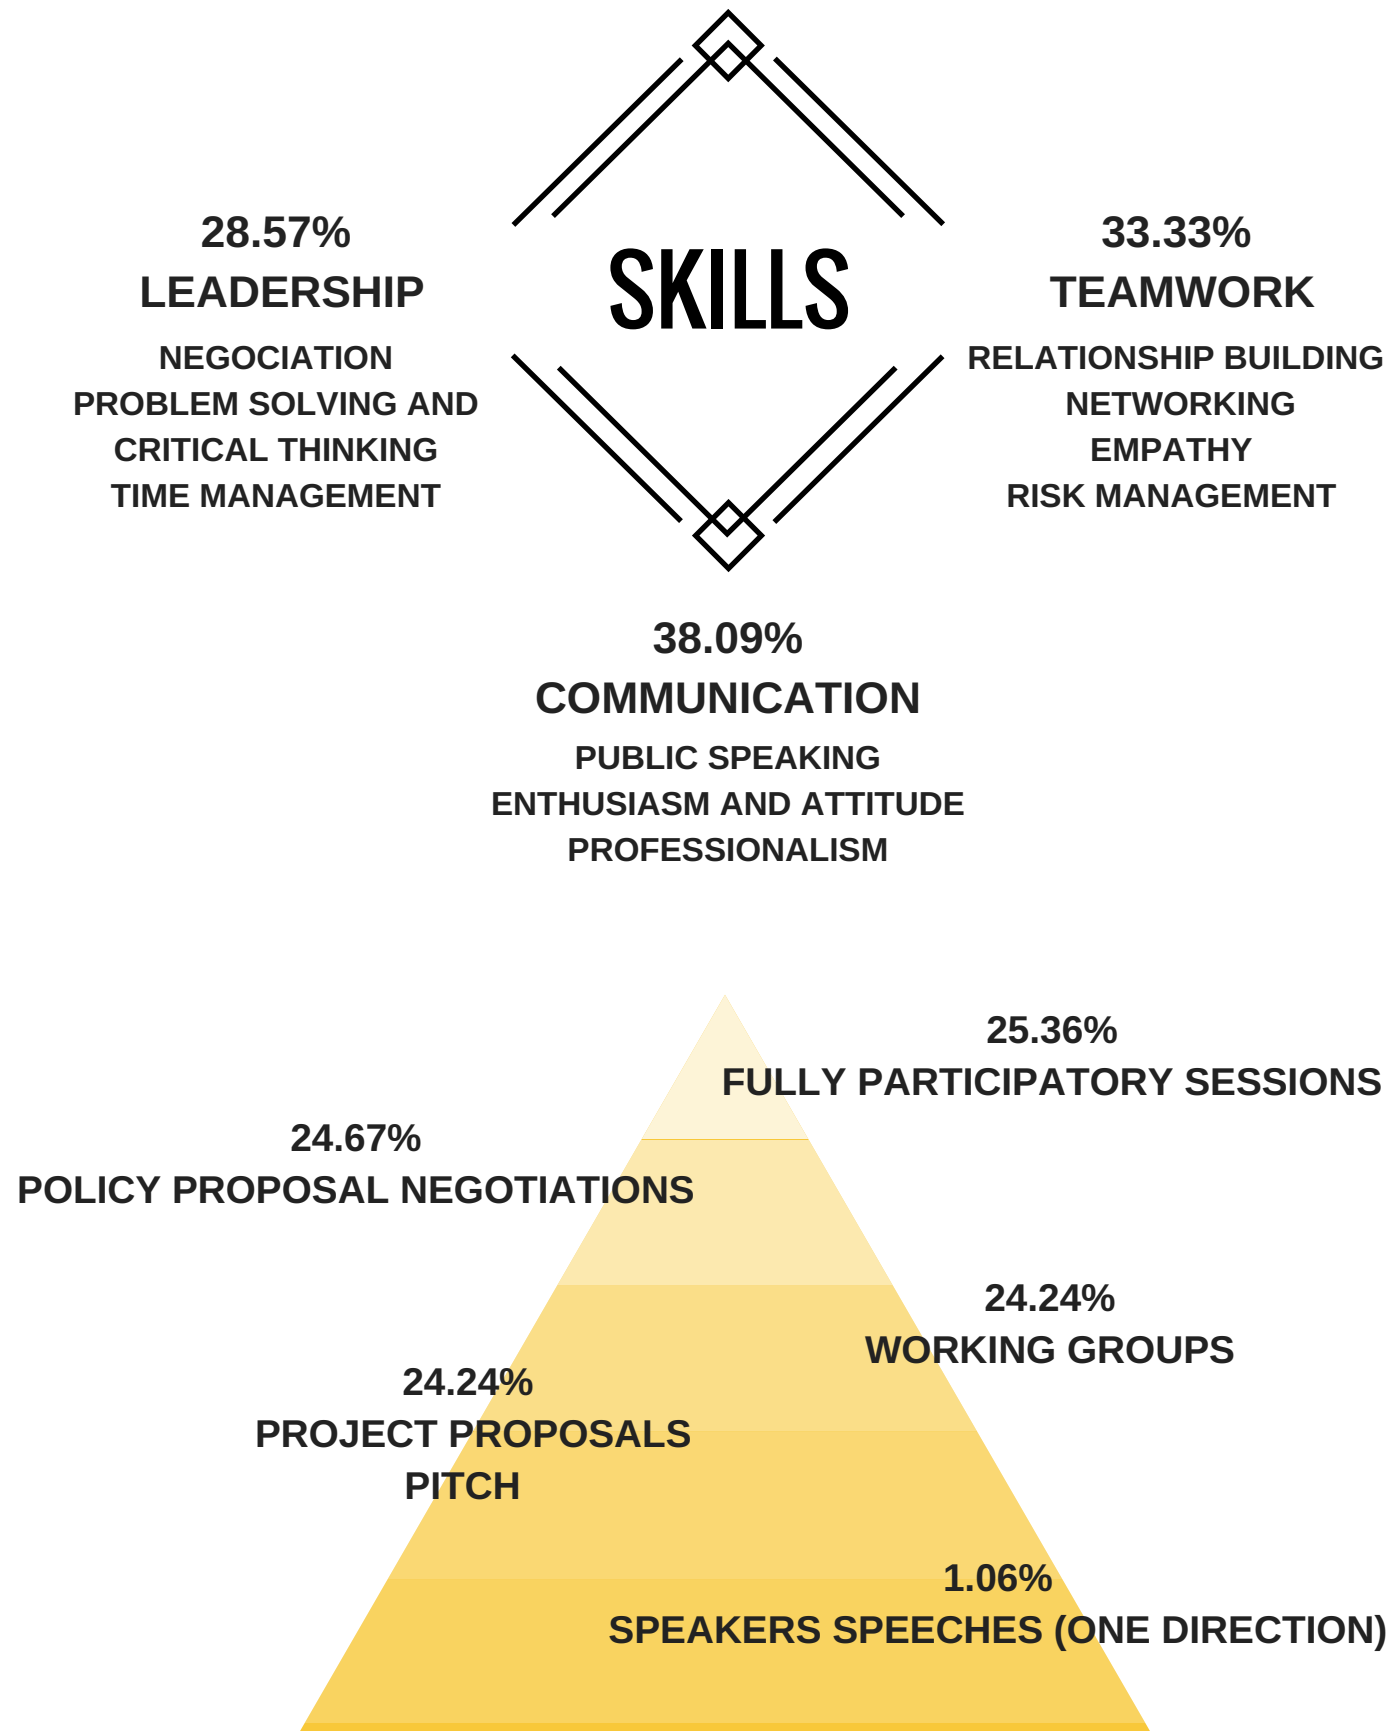 28.57%
LEADERSHIP
NEGOCIATION
PROBLEM SOLVING AND
CRITICAL THINKING
TIME MANAGEMENT
SKILLS
33.33%
TEAMWORK
RELATIONSHIP BUILDING
NETWORKING
EMPATHY
RISK MANAGEMENT
38.09%
COMMUNICATION
PUBLIC SPEAKING
ENTHUSIASM AND ATTITUDE
PROFESSIONALISM
25.36%
FULLY PARTICIPATORY SESSIONS
24.67%
POLICY PROPOSAL NEGOTIATIONS
24.24%
WORKING GROUPS
24.24%
PROJECT PROPOSALS
PITCH
1.06%
SPEAKERS SPEECHES (ONE DIRECTION)